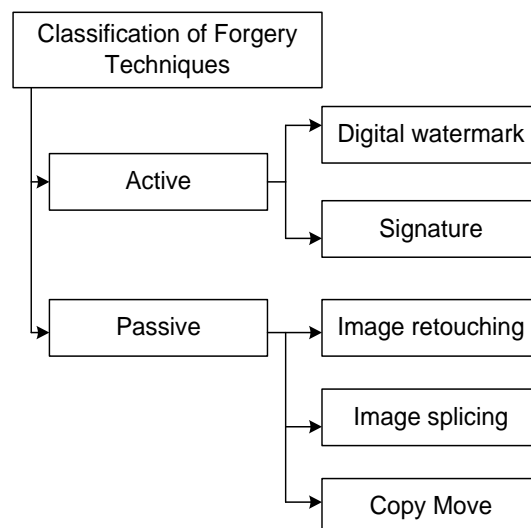 Classification of Forgery
Techniques
Digital watermark
Active
Signature
Passive
Image retouching
Image splicing
Copy Move